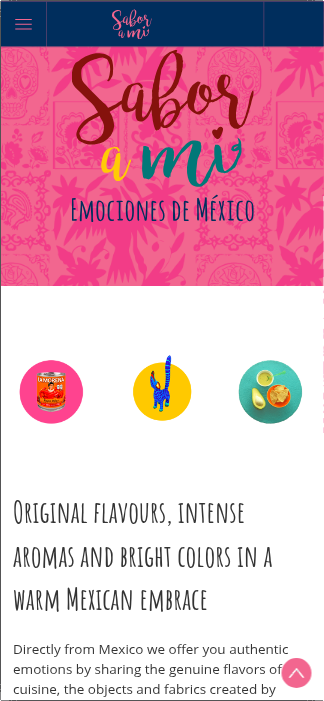 Sabor
a mi
Sabor
a mi
Emociones de México
LA MORENA
Original flavours, intense
aromas and bright colors in a
warm Mexican embrace
Directly from Mexico we offer you authentic
emotions by sharing the genuine flavors of
cuisine, the objects and fabrics created by